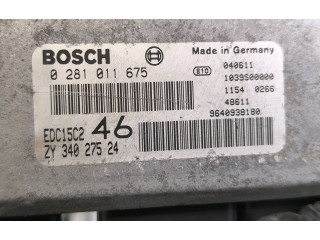 BOSCH
Made in Germany
0 281 011 675
810
040611
1039S00000
1154 0266
48611
9640938180
EDC15C2 46
ZY 340 275 24